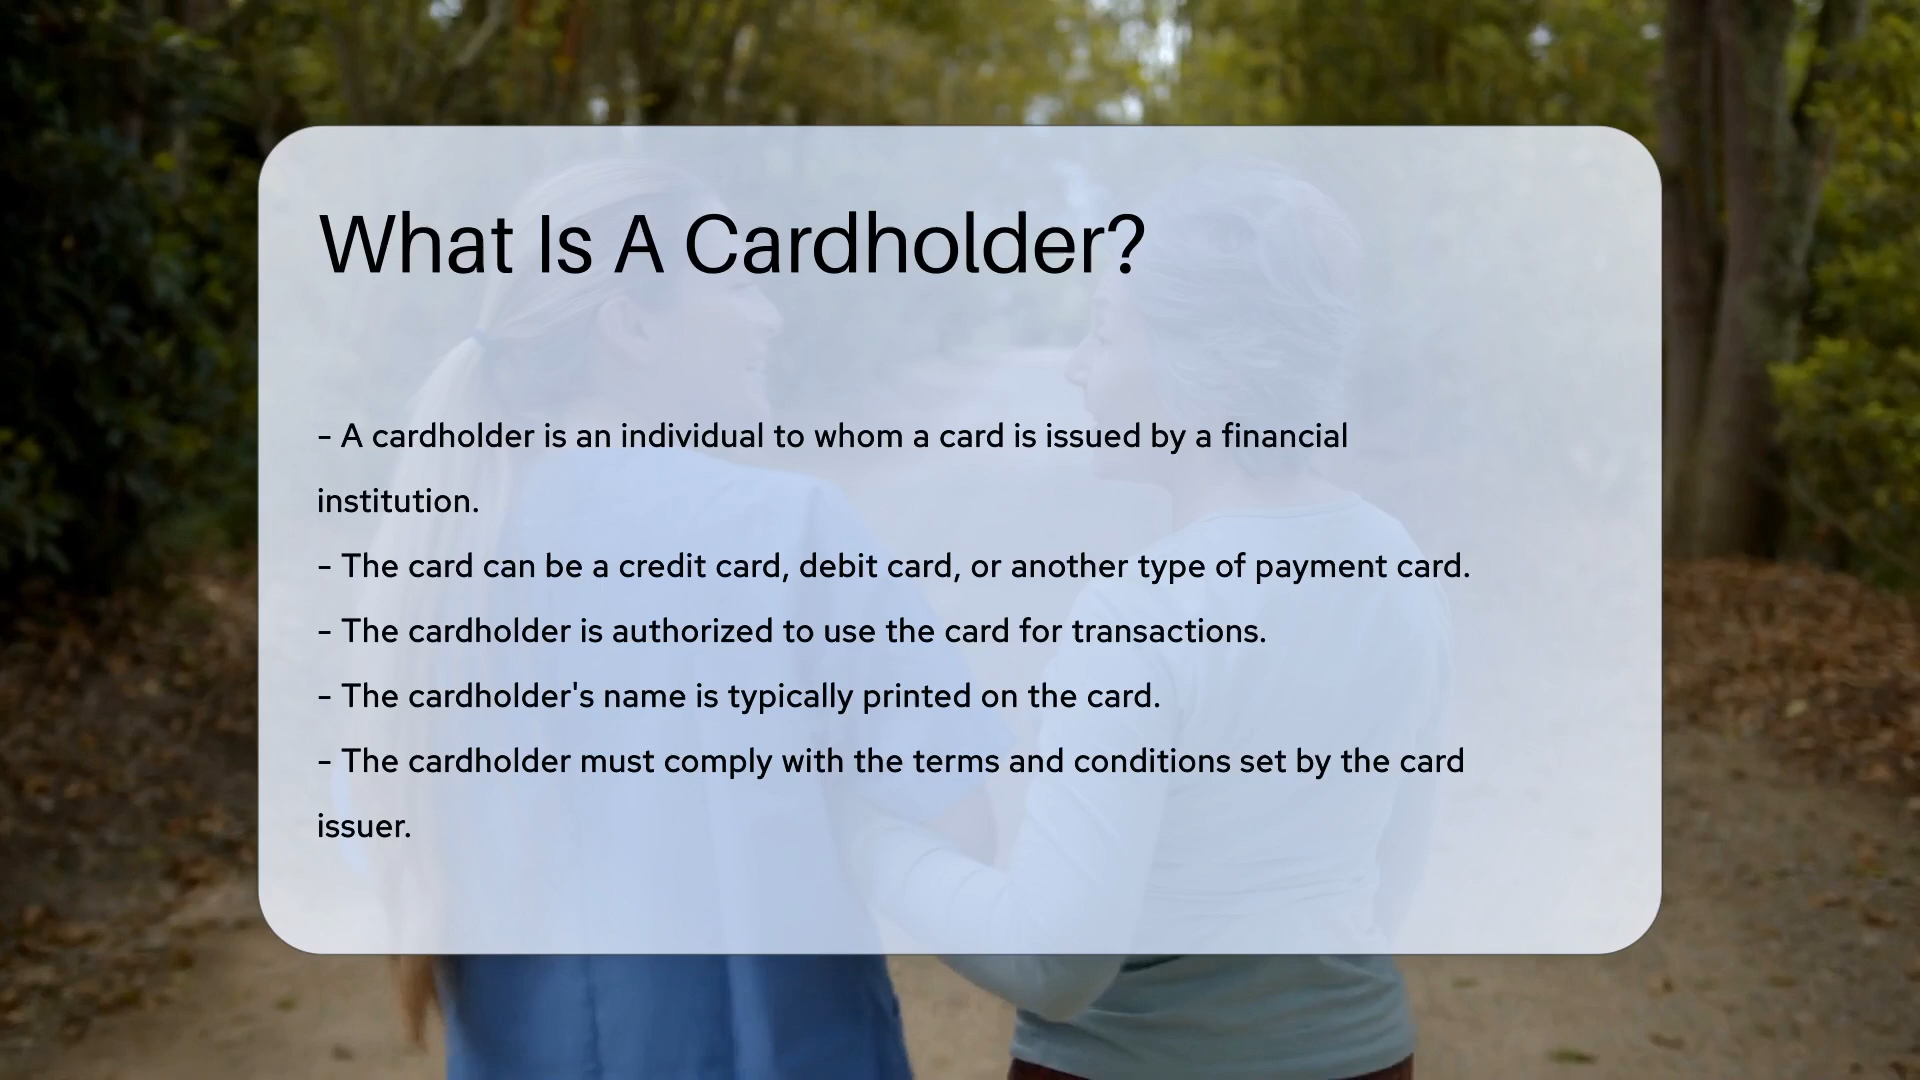 What Is A Cardholder?
- A cardholder is an individual to whom a card is issued by a financial
institution.
- The card can be a credit card, debit card, or another type of payment card.
- The cardholder is authorized to use the card for transactions.
- The cardholder's name is typically printed on the card.
- The cardholder must comply with the terms and conditions set by the card
issuer.